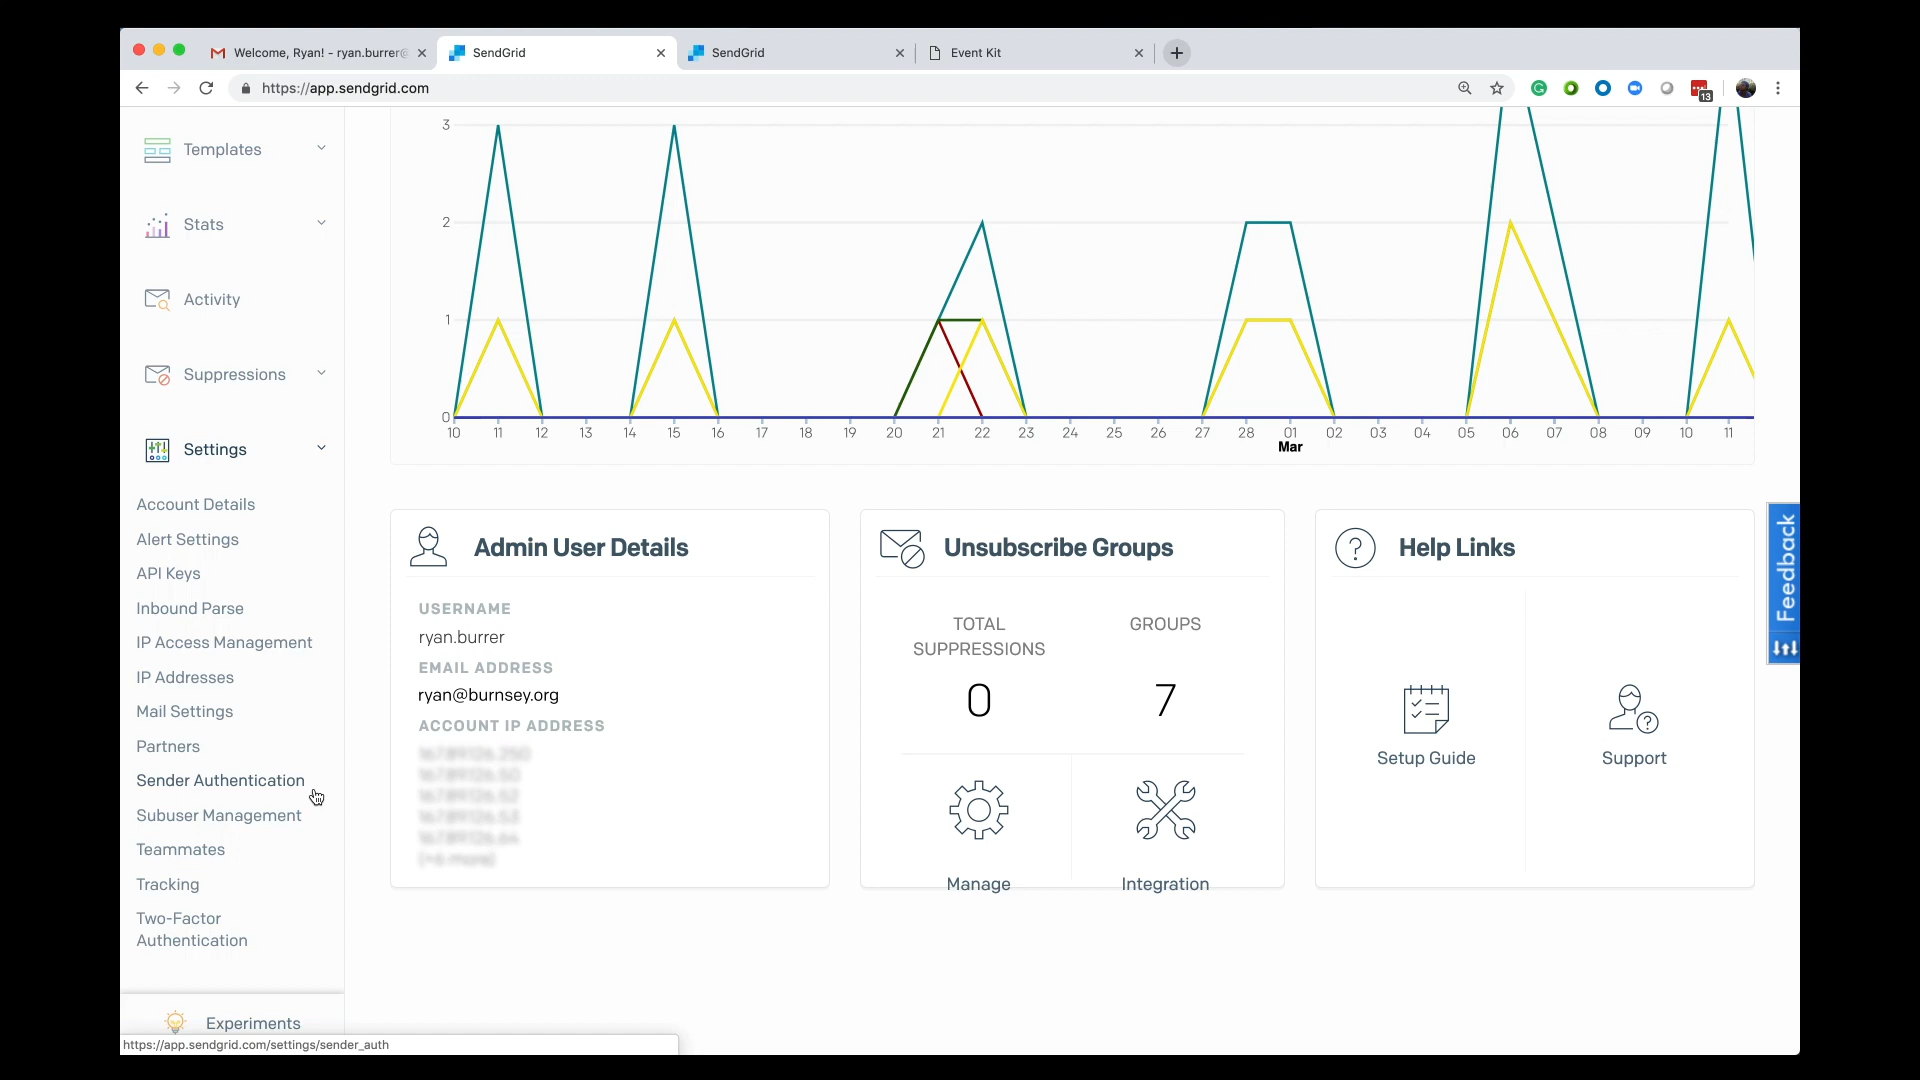 Welcome, Ryan! - ryan.burrer@
SendGrid
SendGrid
Event Kit
https://app.sendgrid.com
13
Templates
Stats
Activity
Suppressions
Settings
Account Details
Alert Settings
API Keys
Inbound Parse
IP Access Management
IP Addresses
Mail Settings
Partners
Sender Authentication
Subuser Management
Teammates
Tracking
Two-Factor
Authentication
Experiments
https://app.sendgrid.com/settings/sender_auth
3
2
1
0
10 11 12 13 14 15 16 17 18 19 20 21 22 23 24 25 26 27 28 01 02 03 04 05 06 07 08 09 10 11
Mar
Admin User Details
USERNAME
ryan.burrer
EMAIL ADDRESS
ryan@burnsey.org
ACCOUNT IP ADDRESS
Unsubscribe Groups
TOTAL
SUPPRESSIONS
0
GROUPS
7
Manage
Integration
Help Links
Setup Guide
Support
Feedback